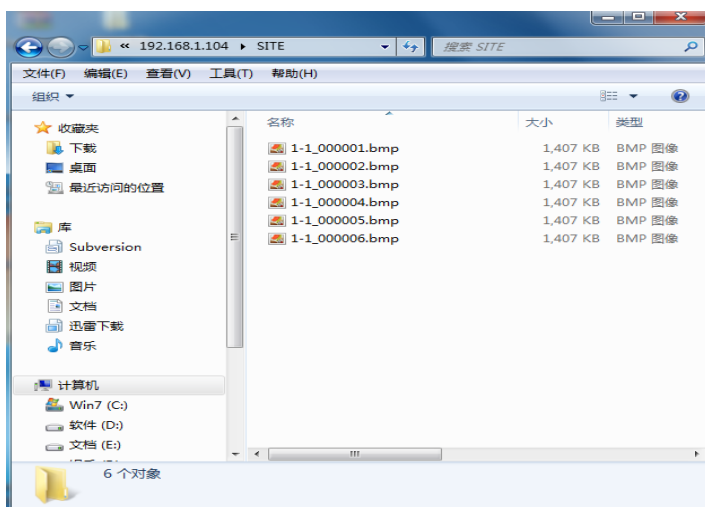 « 192.168.1.104 ▸ SITE
搜索 SITE
文件(F) 编辑(E) 查看(V) 工具(T) 帮助(H)
组织
收藏夹
下载
桌面
最近访问的位置
库
Subversion
视频
图片
文档
迅雷下载
音乐
计算机
Win7 (C:)
软件 (D:)
文档 (E:)
名称 大小 类型
1-1_000001.bmp 1,407 KB BMP 图像
1-1_000002.bmp 1,407 KB BMP 图像
1-1_000003.bmp 1,407 KB BMP 图像
1-1_000004.bmp 1,407 KB BMP 图像
1-1_000005.bmp 1,407 KB BMP 图像
1-1_000006.bmp 1,407 KB BMP 图像
6 个对象